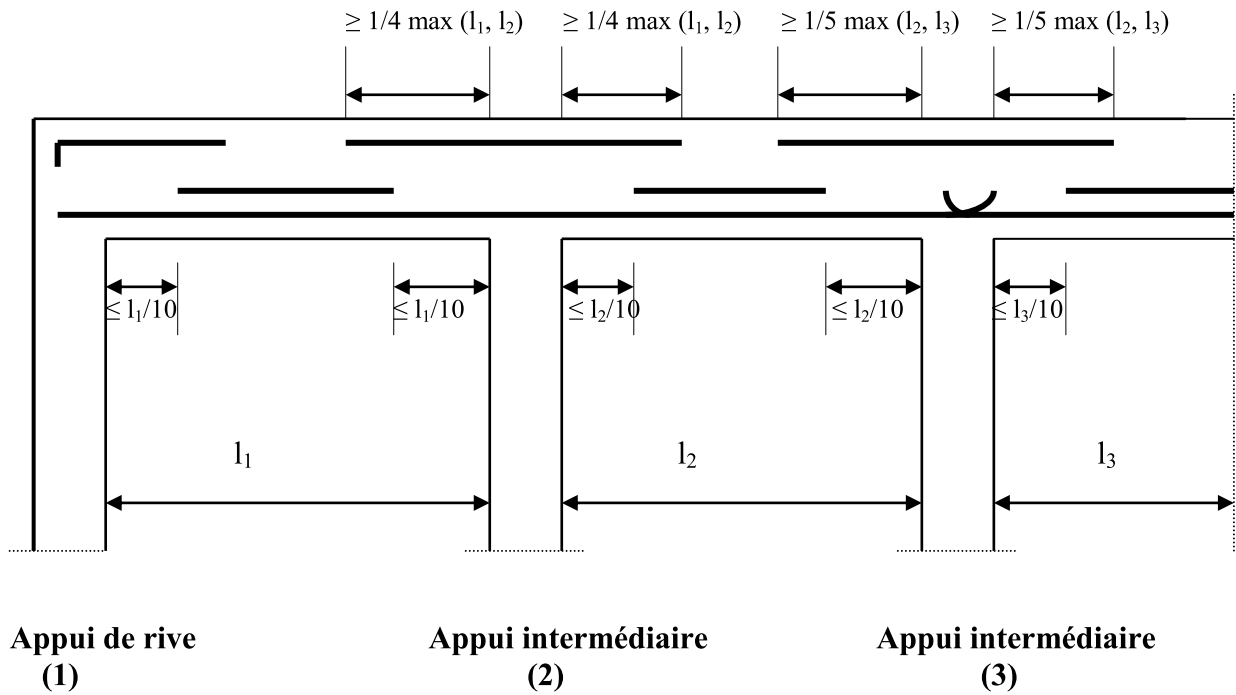 ≥ 1/4 max (l₁, l₂) ≥ 1/4 max (l₁, l₂) ≥ 1/5 max (l₂, l₃) ≥ 1/5 max (l₂, l₃)
≤ l₁/10 ≤ l₁/10 ≤ l₂/10 ≤ l₂/10 ≤ l₃/10
l₁ l₂ l₃
Appui de rive Appui intermédiaire Appui intermédiaire
(1) (2) (3)